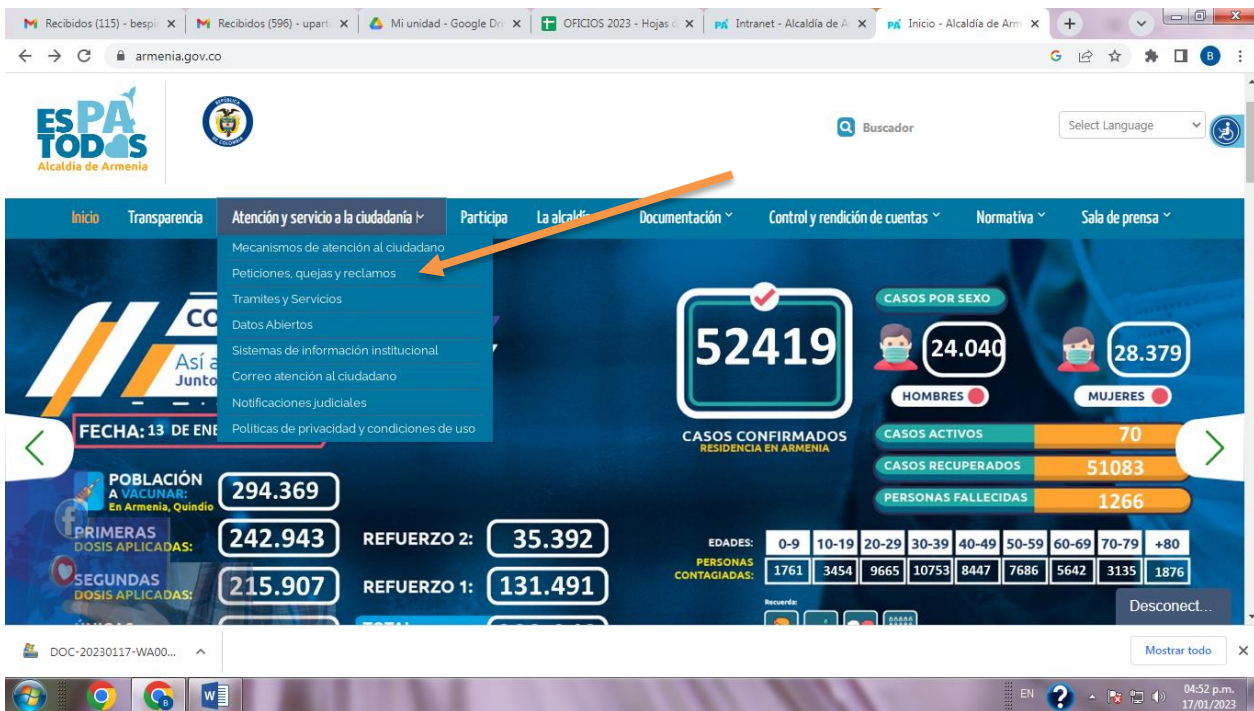 Recibidos (115) - bespi
Recibidos (596) - upart
Mi unidad - Google Dri
OFICIOS 2023 - Hojas
Intranet - Alcaldía de A
Inicio - Alcaldía de Arm
armenia.gov.co
ES PA TODOS
Alcaldía de Armenia
Buscador
Select Language
Inicio
Transparencia
Atención y servicio a la ciudadanía
Participa
La alcaldía
Documentación
Control y rendición de cuentas
Normativa
Sala de prensa
Mecanismos de atención al ciudadano
Peticiones, quejas y reclamos
Tramites y Servicios
Datos Abiertos
Sistemas de información institucional
Correo atención al ciudadano
Notificaciones judiciales
Políticas de privacidad y condiciones de uso
CO
Así a
Junto
FECHA: 13 DE ENE
POBLACIÓN
A VACUNAR:
En Armenia, Quindío
294.369
PRIMERAS
DOSIS APLICADAS:
242.943
REFUERZO 2: 35.392
SEGUNDAS
DOSIS APLICADAS:
215.907
REFUERZO 1: 131.491
52419
CASOS CONFIRMADOS
RESIDENCIA EN ARMENIA
CASOS POR SEXO
24.040
HOMBRES
28.379
MUJERES
CASOS ACTIVOS 70
CASOS RECUPERADOS 51083
PERSONAS FALLECIDAS 1266
EDADES: 0-9 10-19 20-29 30-39 40-49 50-59 60-69 70-79 +80
PERSONAS
CONTAGIADAS: 1761 3454 9665 10753 8447 7686 5642 3135 1876
Recuerda:
Desconect...
DOC-20230117-WA00...
Mostrar todo
EN
04:52 p.m.
17/01/2023